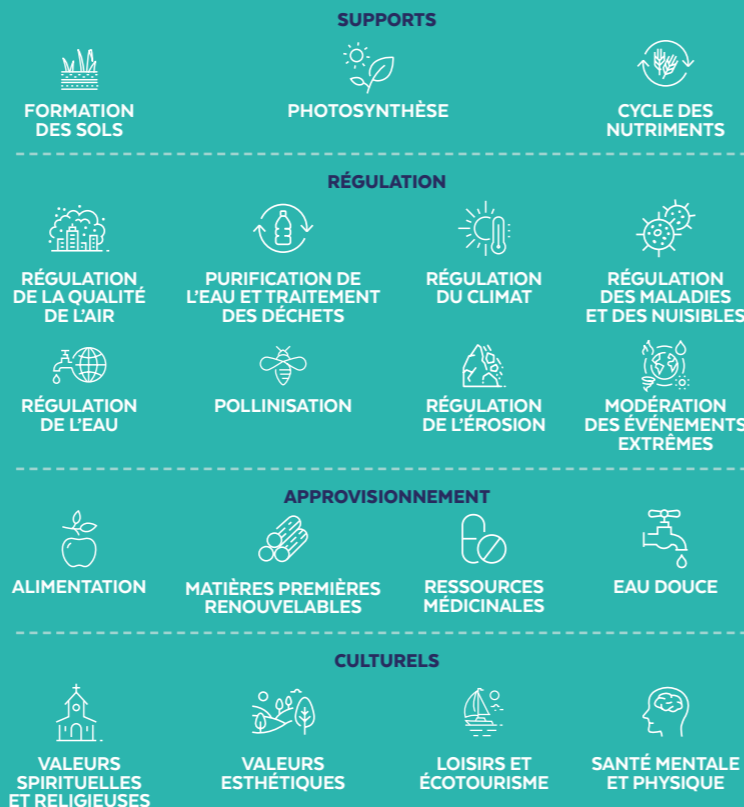 SUPPORTS
FORMATION
DES SOLS
PHOTOSYNTHÈSE
CYCLE DES
NUTRIMENTS
RÉGULATION
RÉGULATION
DE LA QUALITÉ
DE L'AIR
PURIFICATION DE
L'EAU ET TRAITEMENT
DES DÉCHETS
RÉGULATION
DU CLIMAT
RÉGULATION
DES MALADIES
ET DES NUISIBLES
RÉGULATION
DE L'EAU
POLLINISATION
RÉGULATION
DE L'ÉROSION
MODÉRATION
DES ÉVÉNEMENTS
EXTRÊMES
APPROVISIONNEMENT
ALIMENTATION
MATIÈRES PREMIÈRES
RENOUVELABLES
RESSOURCES
MÉDICINALES
EAU DOUCE
CULTURELS
VALEURS
SPIRITUELLES
ET RELIGIEUSES
VALEURS
ESTHÉTIQUES
LOISIRS ET
ÉCOTOURISME
SANTÉ MENTALE
ET PHYSIQUE